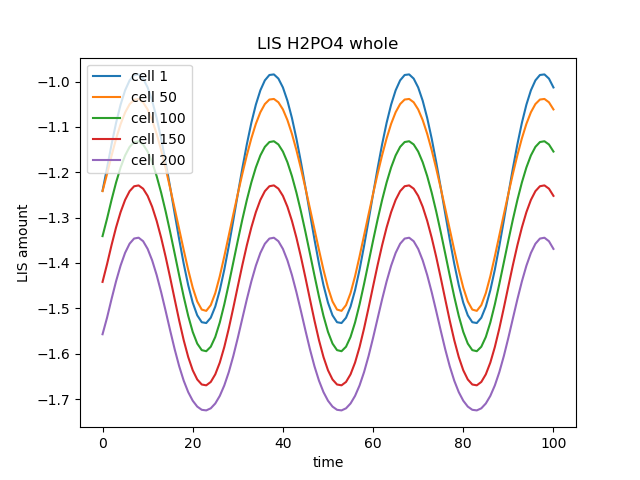 LIS H2PO4 whole
cell 1
cell 50
cell 100
cell 150
cell 200
LIS amount
−1.0
−1.1
−1.2
−1.3
−1.4
−1.5
−1.6
−1.7
0 20 40 60 80 100
time